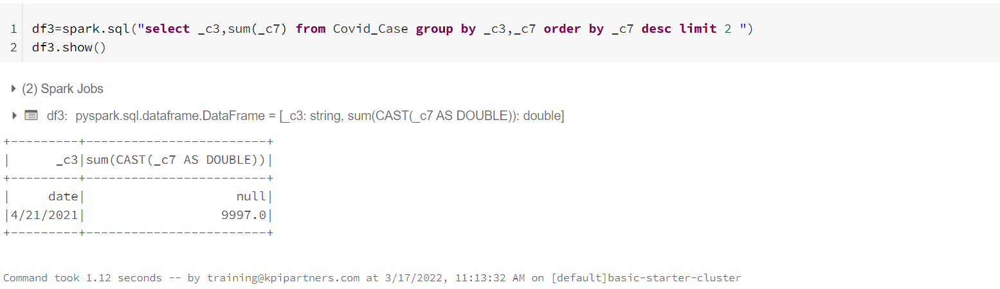 1 df3=spark.sql("select _c3,sum(_c7) from Covid_Case group by _c3,_c7 order by _c7 desc limit 2 ")
2 df3.show()
(2) Spark Jobs
df3: pyspark.sql.dataframe.DataFrame = [_c3: string, sum(CAST(_c7 AS DOUBLE)): double]
+---------+------------------------+
|      _c3|sum(CAST(_c7 AS DOUBLE))|
+---------+------------------------+
|     date|                    null|
|4/21/2021|                  9997.0|
+---------+------------------------+
Command took 1.12 seconds -- by training@kpipartners.com at 3/17/2022, 11:13:32 AM on [default]basic-starter-cluster